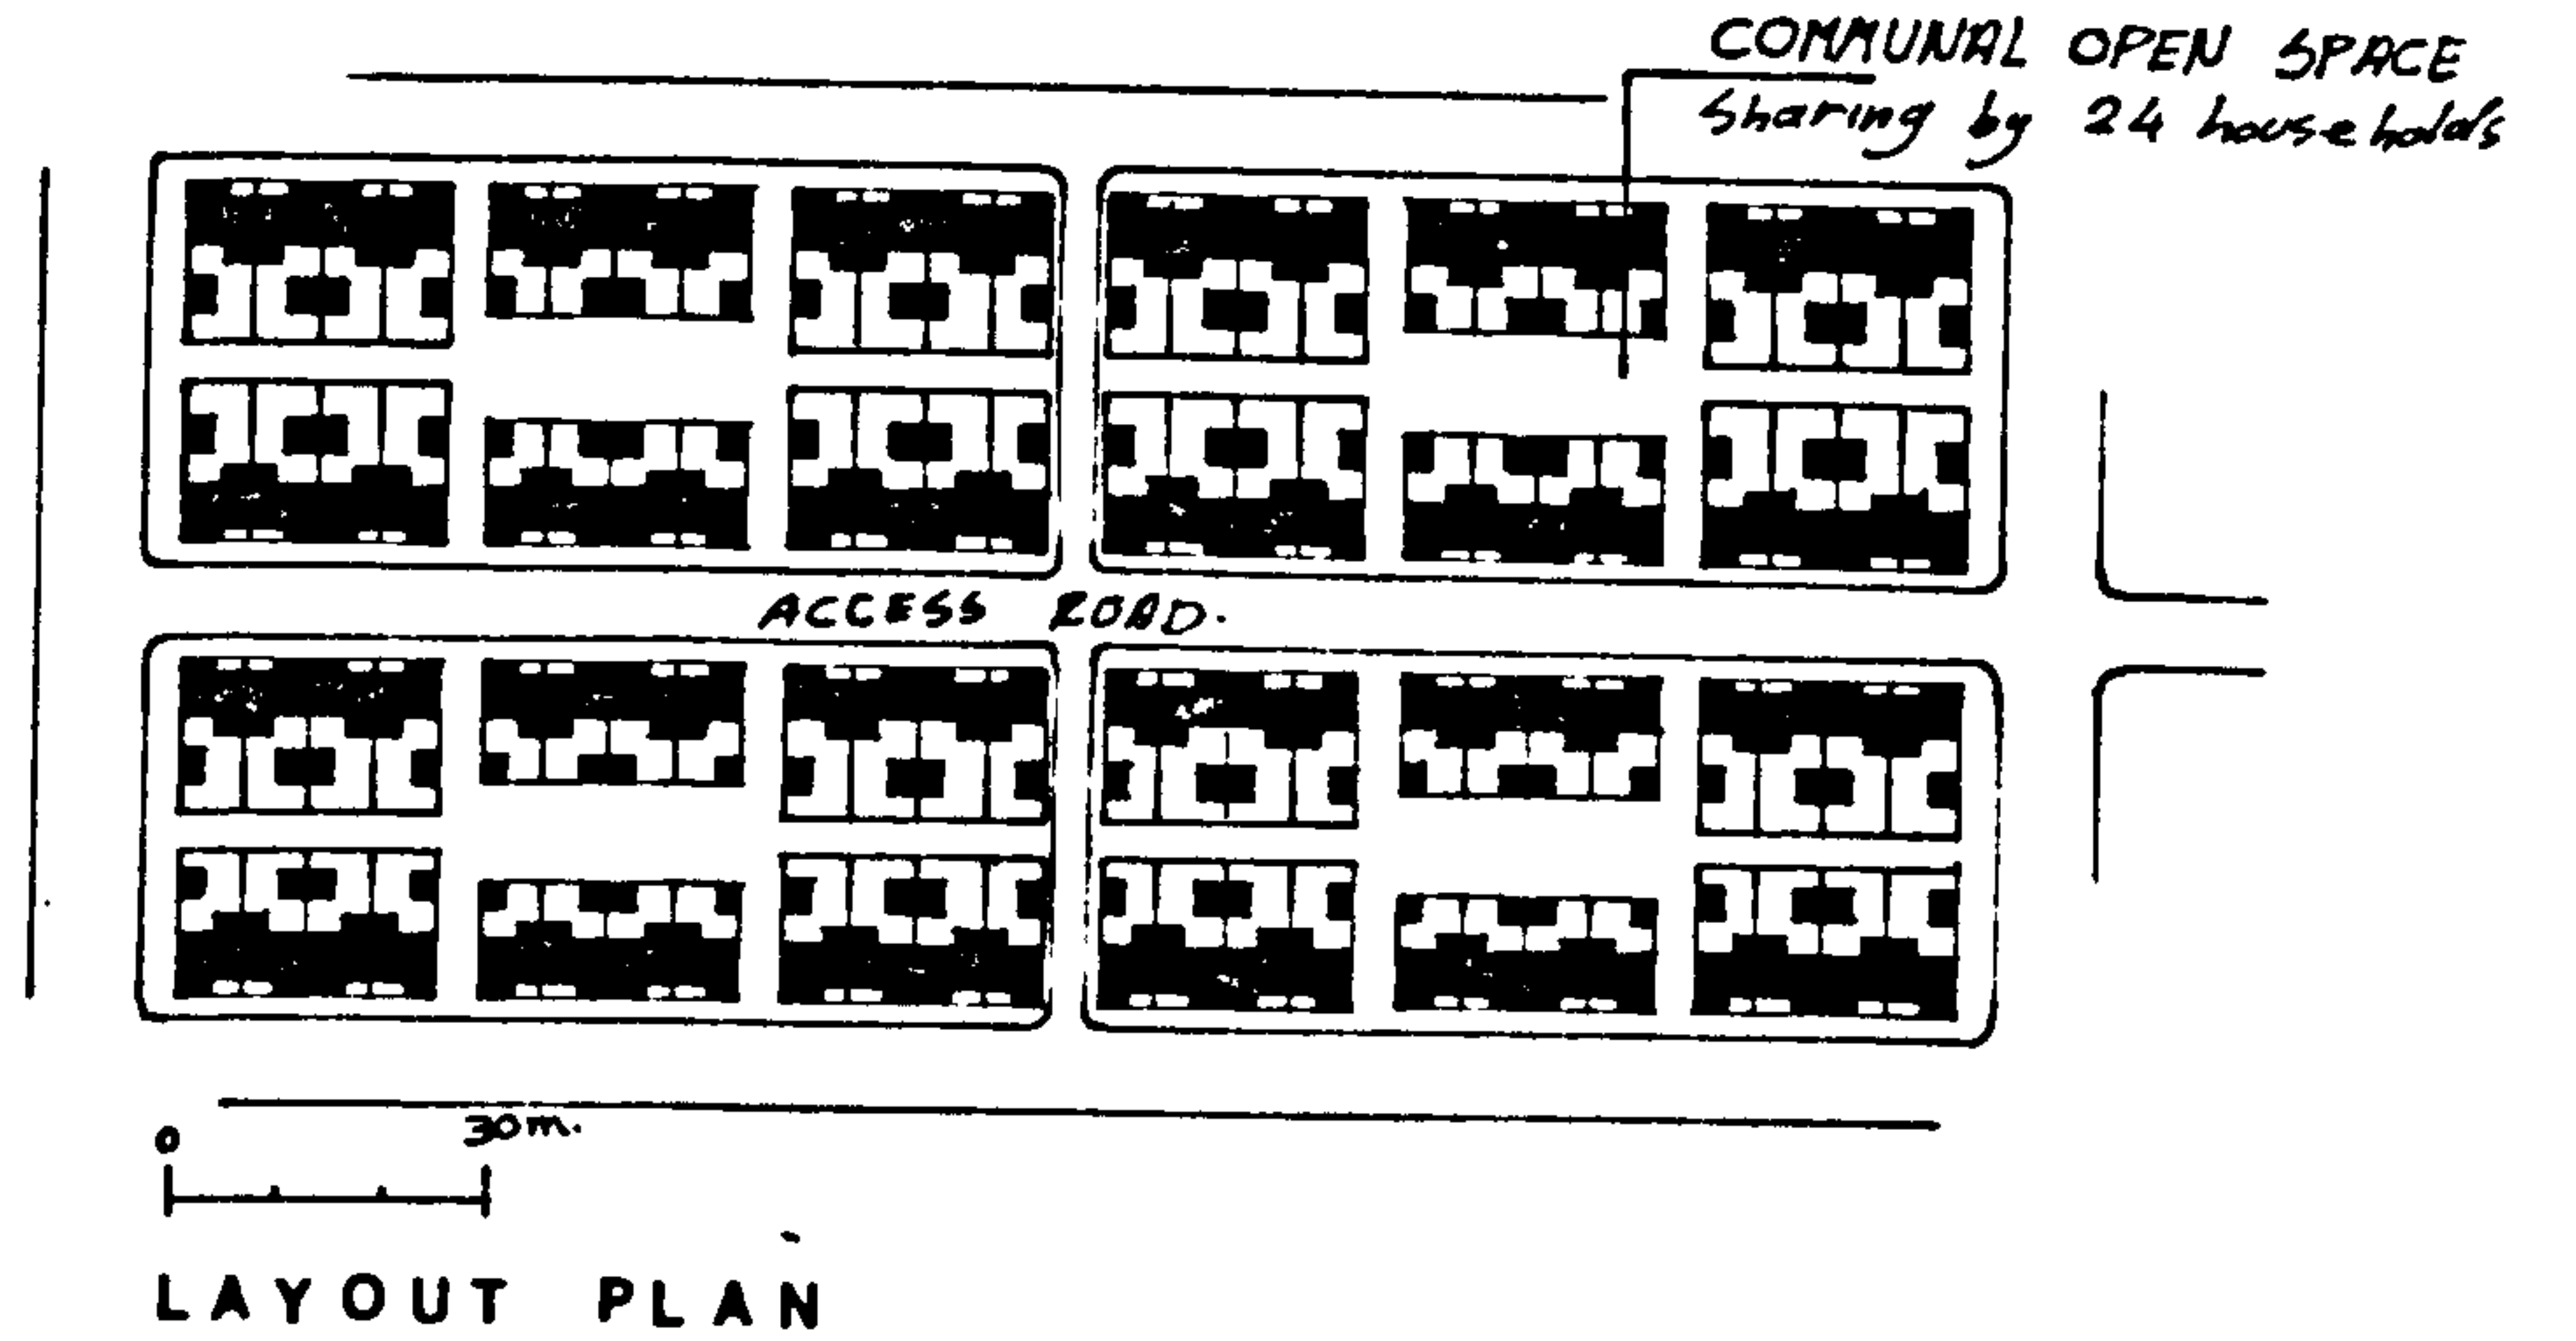 COMMUNAL OPEN SPACE
Sharing by 24 households
ACCESS ROAD.
0 30m.
LAYOUT PLAN